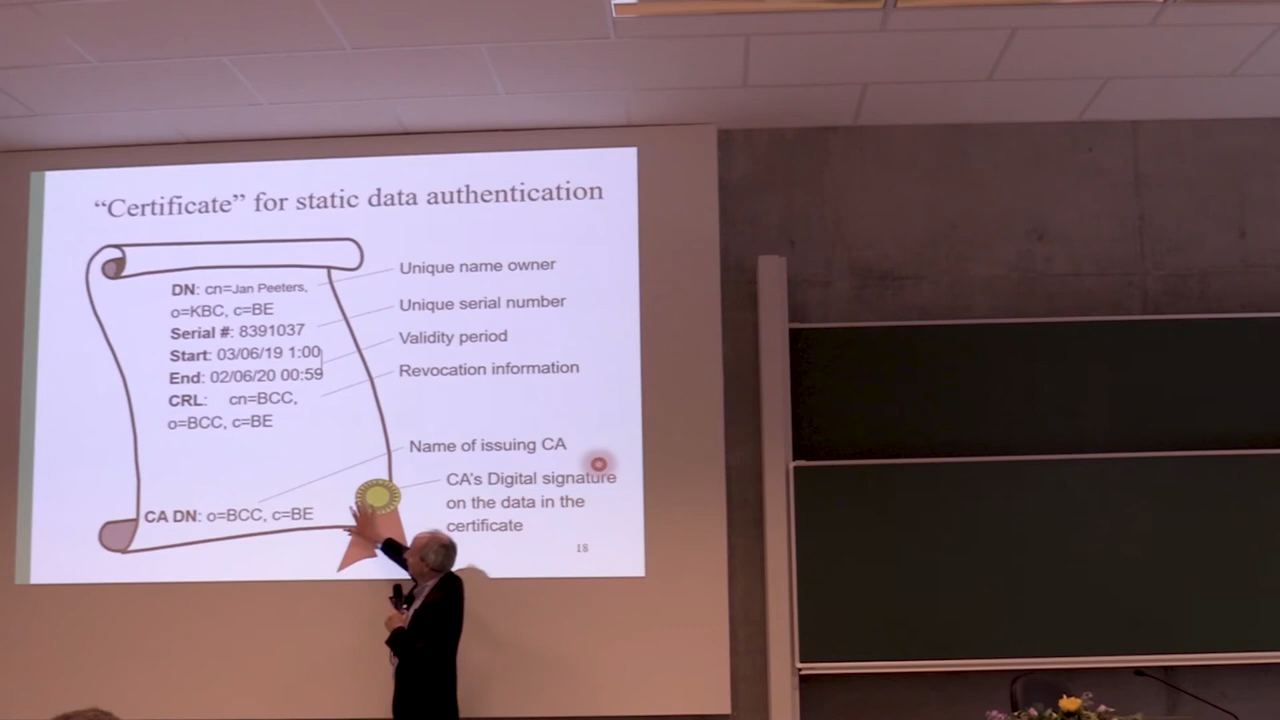 “Certificate” for static data authentication
DN: cn=Jan Peeters,
o=KBC, c=BE
Serial #: 8391037
Start: 03/06/19 1:00
End: 02/06/20 00:59
CRL: cn=BCC,
o=BCC, c=BE
CA DN: o=BCC, c=BE
Unique name owner
Unique serial number
Validity period
Revocation information
Name of issuing CA
CA's Digital signature
on the data in the
certificate
18